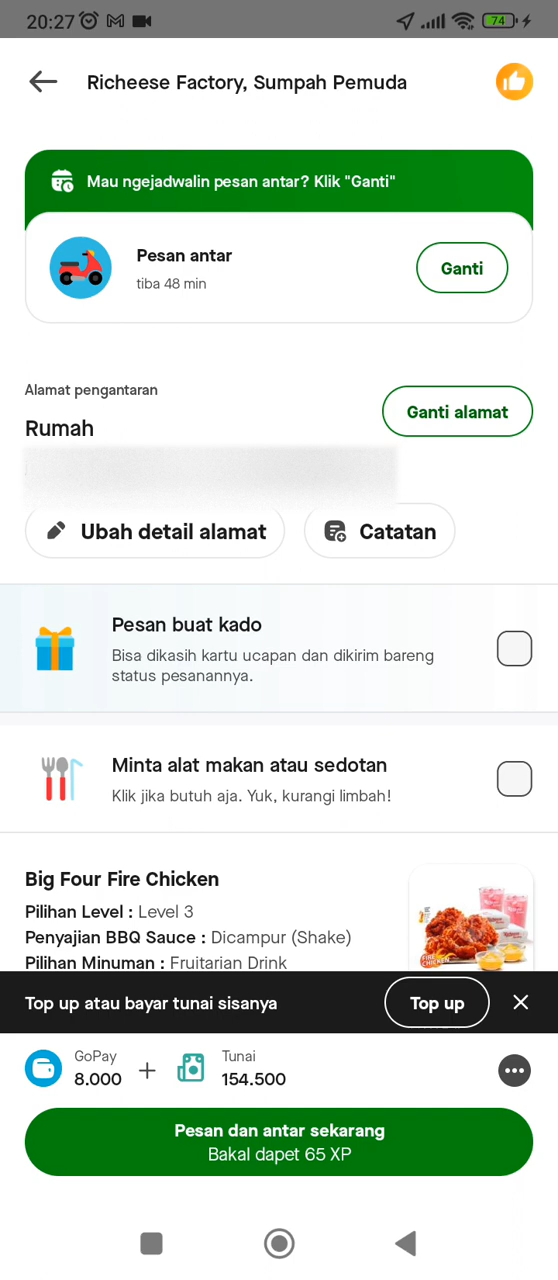 20:27
74
Richeese Factory, Sumpah Pemuda
Mau ngejadwalin pesan antar? Klik "Ganti"
Pesan antar
tiba 48 min
Ganti
Alamat pengantaran
Rumah
Ganti alamat
Ubah detail alamat
Catatan
Pesan buat kado
Bisa dikasih kartu ucapan dan dikirim bareng
status pesanannya.
Minta alat makan atau sedotan
Klik jika butuh aja. Yuk, kurangi limbah!
Big Four Fire Chicken
Pilihan Level : Level 3
Penyajian BBQ Sauce : Dicampur (Shake)
Pilihan Minuman : Fruitarian Drink
FIRE
CHICKEN
Top up atau bayar tunai sisanya
Top up
GoPay
8.000
+
Tunai
154.500
Pesan dan antar sekarang
Bakal dapet 65 XP